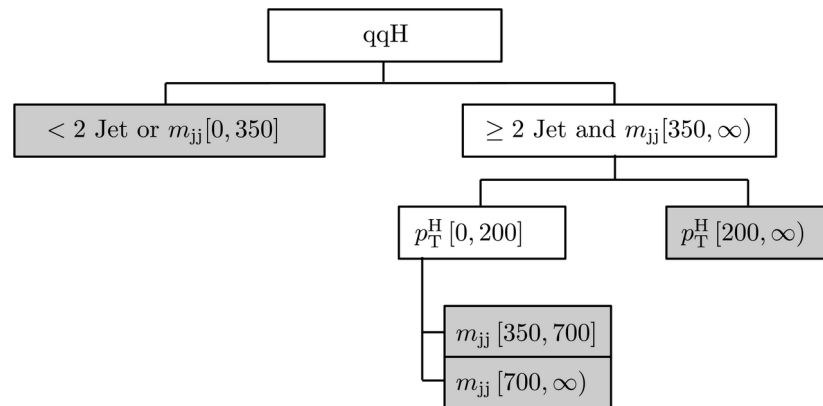 qqH
< 2 Jet or m_jj[0, 350]
≥ 2 Jet and m_jj[350, ∞)
p_T^H [0, 200]
p_T^H [200, ∞)
m_jj [350, 700]
m_jj [700, ∞)